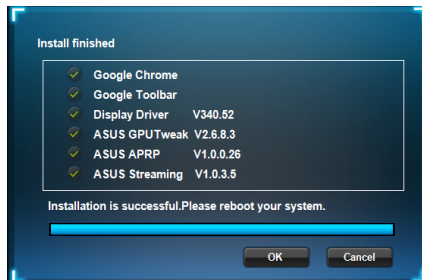 Install finished
Google Chrome
Google Toolbar
Display Driver V340.52
ASUS GPUTweak V2.6.8.3
ASUS APRP V1.0.0.26
ASUS Streaming V1.0.3.5
Installation is successful.Please reboot your system.
OK Cancel